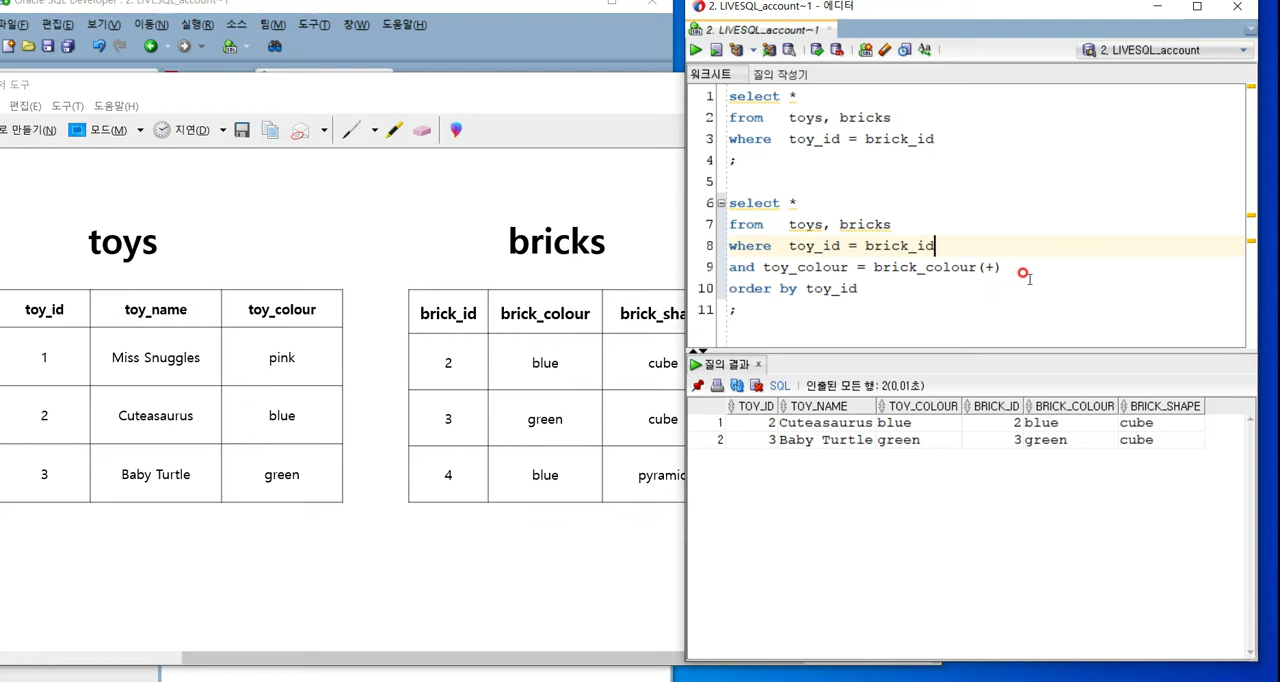 Oracle SQL Developer : 2. LIVESQL_account~1
파일(F) 편집(E) 보기(V) 이동(N) 실행(R) 소스 팀(M) 도구(T) 창(W) 도움말(H)
처 도구
편집(E) 도구(T) 도움말(H)
로 만들기(N) 모드(M) 지연(D)
toys
toy_id toy_name toy_colour
1 Miss Snuggles pink
2 Cuteasaurus blue
3 Baby Turtle green
bricks
brick_id brick_colour brick_sha
2 blue cube
3 green cube
4 blue pyramid
2. LIVESQL_account~1 - 에디터
2. LIVESQL_account~1
2. LIVESQL_account
워크시트 질의 작성기
1 select *
2 from toys, bricks
3 where toy_id = brick_id
4 ;
5
6 select *
7 from toys, bricks
8 where toy_id = brick_id
9 and toy_colour = brick_colour(+)
10 order by toy_id
11 ;
질의 결과 x
SQL | 인출된 모든 행: 2(0,01초)
TOY_ID TOY_NAME TOY_COLOUR BRICK_ID BRICK_COLOUR BRICK_SHAPE
1 2 Cuteasaurus blue 2 blue cube
2 3 Baby Turtle green 3 green cube